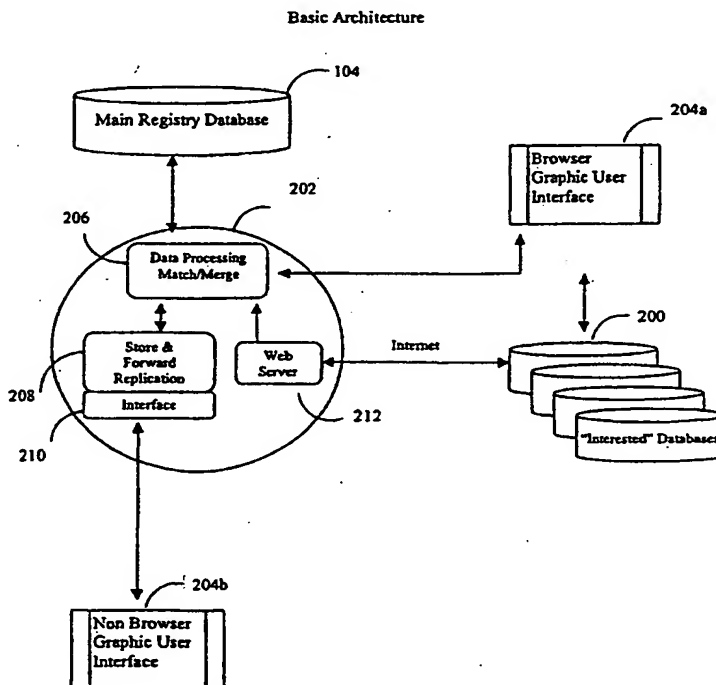 Basic Architecture
104
Main Registry Database
204a
Browser
Graphic User
Interface
202
206
Data Processing
Match/Merge
200
Store &
Forward
Replication
Web
Server
Internet
208
Interface
212
210
"Interested" Databases
204b
Non Browser
Graphic User
Interface